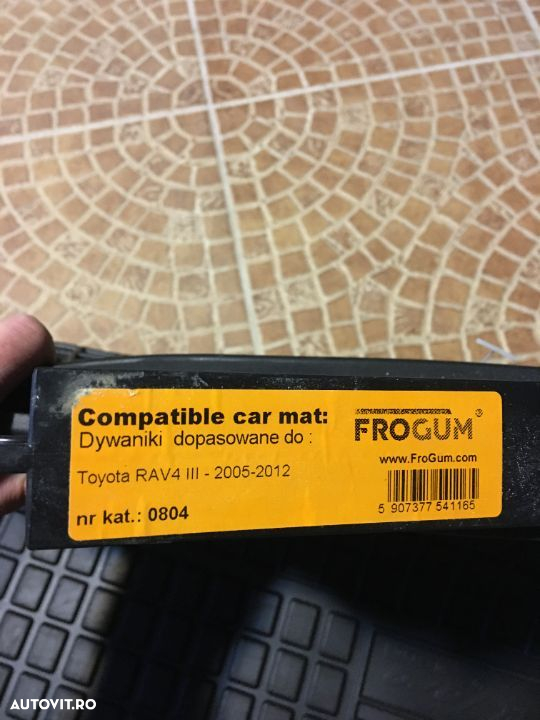 Compatible car mat:
Dywaniki dopasowane do :
Toyota RAV4 III - 2005-2012
nr kat.: 0804
FROGUM®
www.FroGum.com
5 907377 541165
AUTOVIT.RO